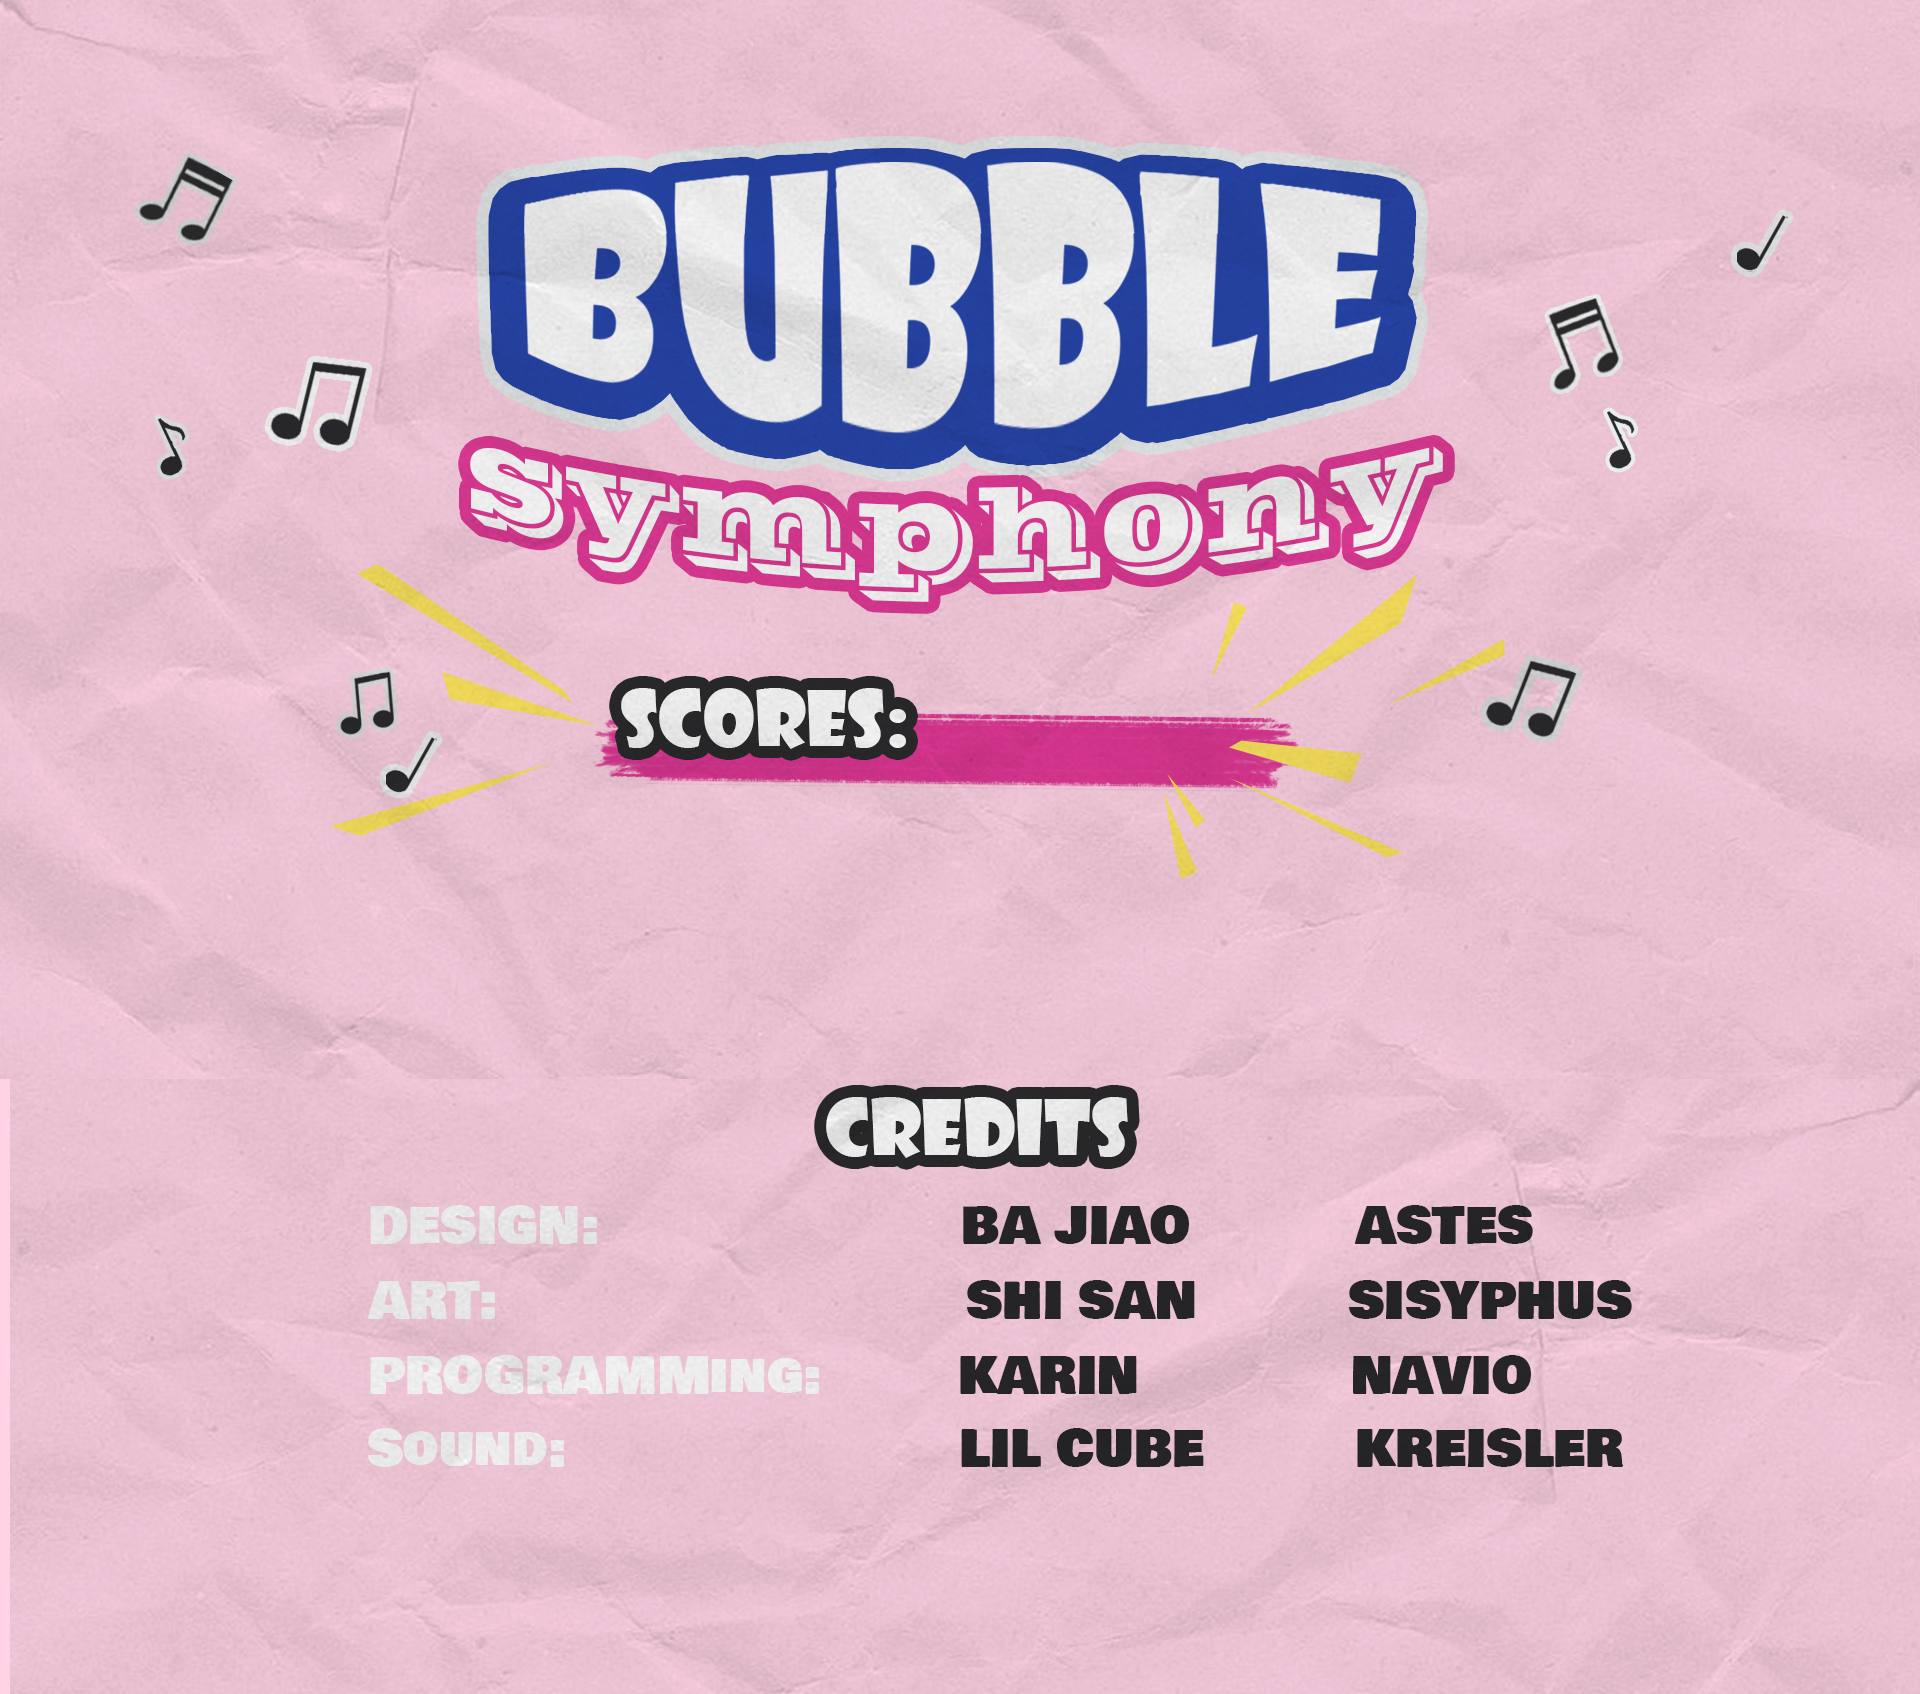 BUBBLE
symphony
SCORES:
CREDITS
DESIGN: BA JIAO ASTES
ART: SHI SAN SISYPHUS
PROGRAMMING: KARIN NAVIO
SOUND: LIL CUBE KREISLER